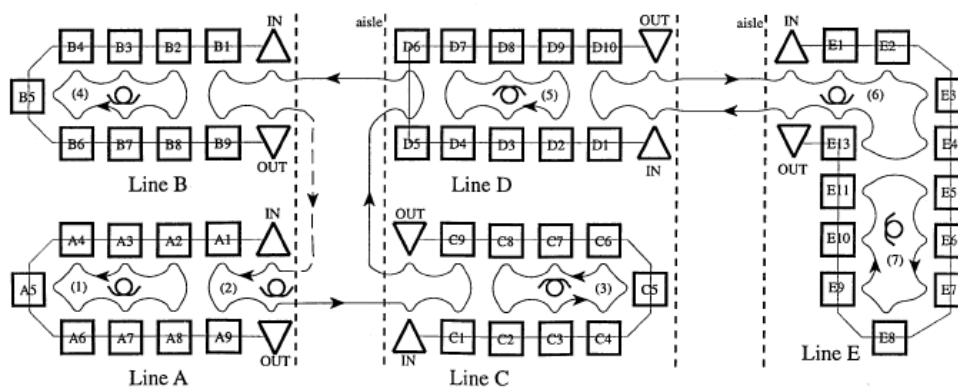 aisle OUT aisle IN
IN
B4 B3 B2 B1 D6 D7 D8 D9 D10 E1 E2
B5 (4) (5) (6) E3
B6 B7 B8 B9 D5 D4 D3 D2 D1 E13 E4
OUT IN OUT
Line B Line D
E11 E5
IN OUT
A4 A3 A2 A1 C9 C8 C7 C6 E10 E6
(7)
A5 (1) (2) (3) C5 E9 E7
A6 A7 A8 A9 C1 C2 C3 C4 E8
OUT IN Line E
Line A Line C